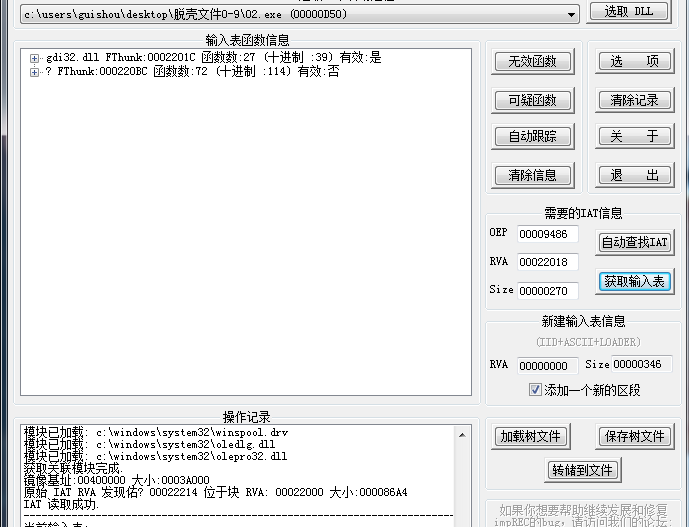 c:\users\guishou\desktop\脱壳文件0-9\02.exe (00000D50)
选取 DLL
输入表函数信息
gdi32.dll FThunk:0002201C 函数数:27 (十进制 :39) 有效:是
? FThunk:000220BC 函数数:72 (十进制 :114) 有效:否
无效函数
选 项
可疑函数
清除记录
自动跟踪
关 于
清除信息
退 出
需要的IAT信息
OEP 00009486
自动查找IAT
RVA 00022018
获取输入表
Size 00000270
新建输入表信息
(IID+ASCII+LOADER)
RVA 00000000 Size 00000346
添加一个新的区段
操作记录
模块已加载: c:\windows\system32\winspool.drv
模块已加载: c:\windows\system32\oledlg.dll
模块已加载: c:\windows\system32\olepro32.dll
获取关联模块完成.
镜像基址:00400000 大小:0003A000
原始 IAT RVA 发现佑? 00022214 位于块 RVA: 00022000 大小:000086A4
IAT 读取成功.
当前输入表:
加载树文件
保存树文件
转储到文件
如果你想要帮助继续发展和修复
impREC的bug, 请访问我们的论坛: